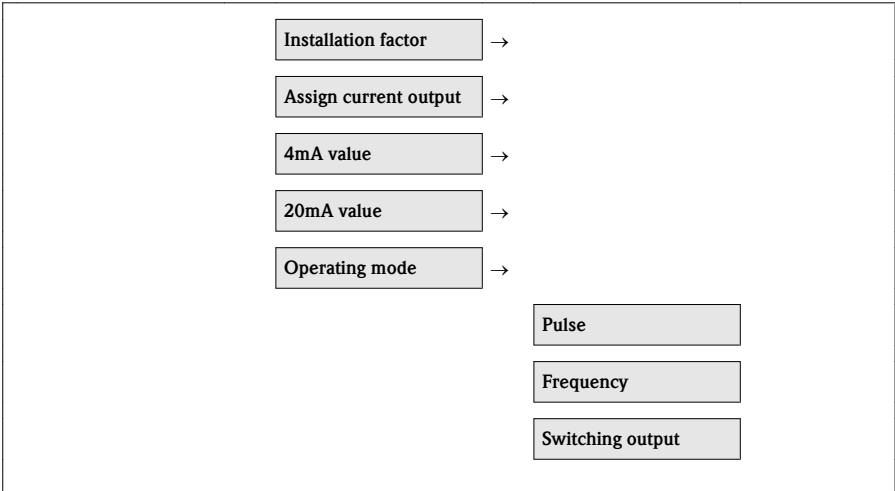 Installation factor →
Assign current output →
4mA value →
20mA value →
Operating mode →
Pulse
Frequency
Switching output